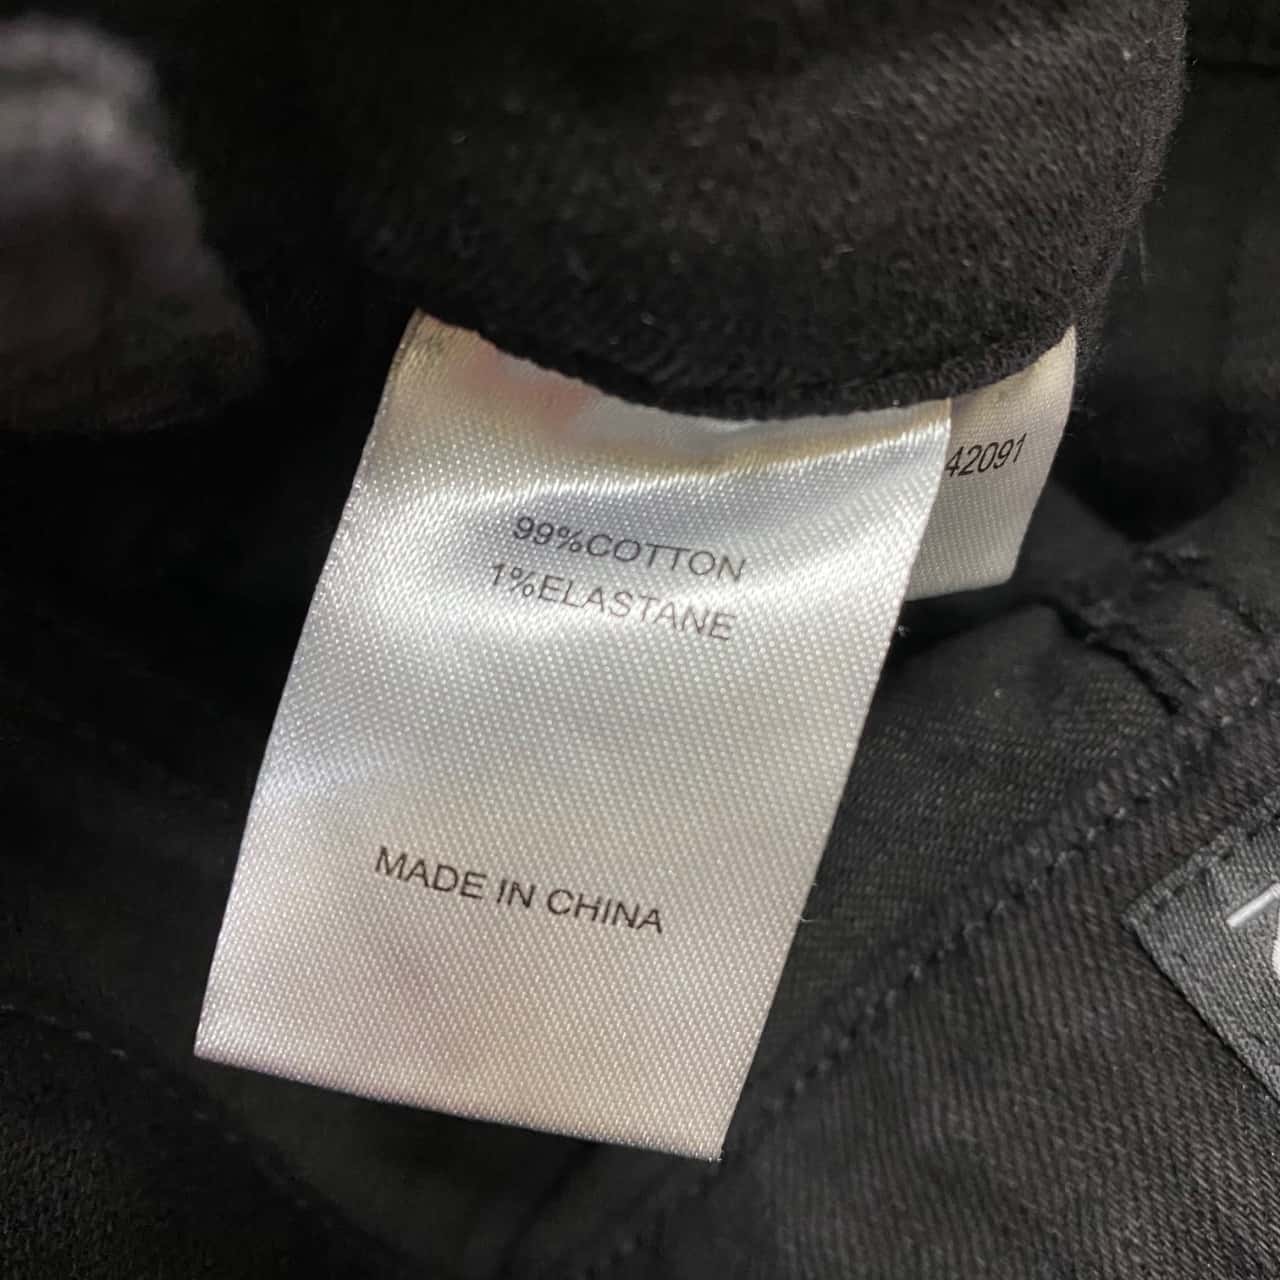 42091
99%COTTON
1%ELASTANE
MADE IN CHINA